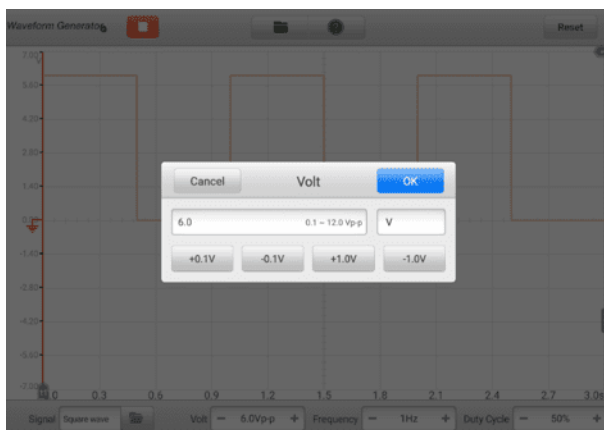 Waveform Generator
Reset
7.00
5.60
4.20
2.80
Cancel Volt OK
1.40
6.0 0.1 – 12.0 Vp-p V
+0.1V -0.1V +1.0V -1.0V
-1.40
-2.80
-4.20
-5.60
-7.00
0.3 0.6 0.9 1.2 1.5 1.8 2.1 2.4 2.7 3.0s
Signal Square wave Volt − 6.0Vp-p + Frequency − 1Hz + Duty Cycle − 50% +